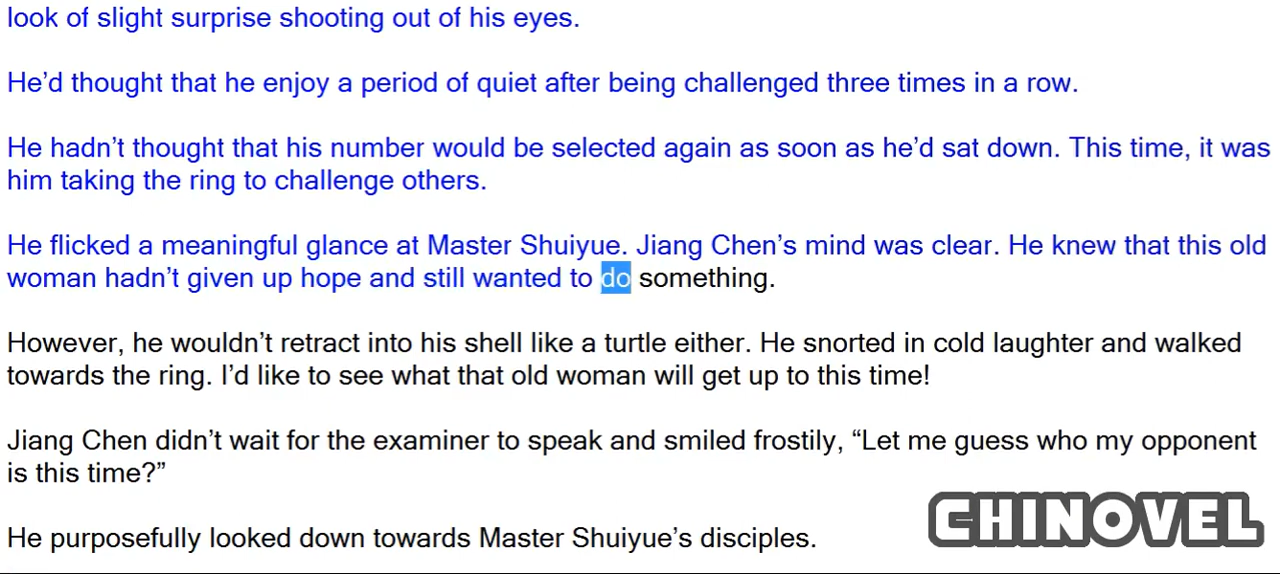 look of slight surprise shooting out of his eyes.
He’d thought that he enjoy a period of quiet after being challenged three times in a row.
He hadn’t thought that his number would be selected again as soon as he’d sat down. This time, it was
him taking the ring to challenge others.
He flicked a meaningful glance at Master Shuiyue. Jiang Chen’s mind was clear. He knew that this old
woman hadn’t given up hope and still wanted to do something.
However, he wouldn’t retract into his shell like a turtle either. He snorted in cold laughter and walked
towards the ring. I’d like to see what that old woman will get up to this time!
Jiang Chen didn’t wait for the examiner to speak and smiled frostily, “Let me guess who my opponent
is this time?”
He purposefully looked down towards Master Shuiyue’s disciples.
CHINOVEL